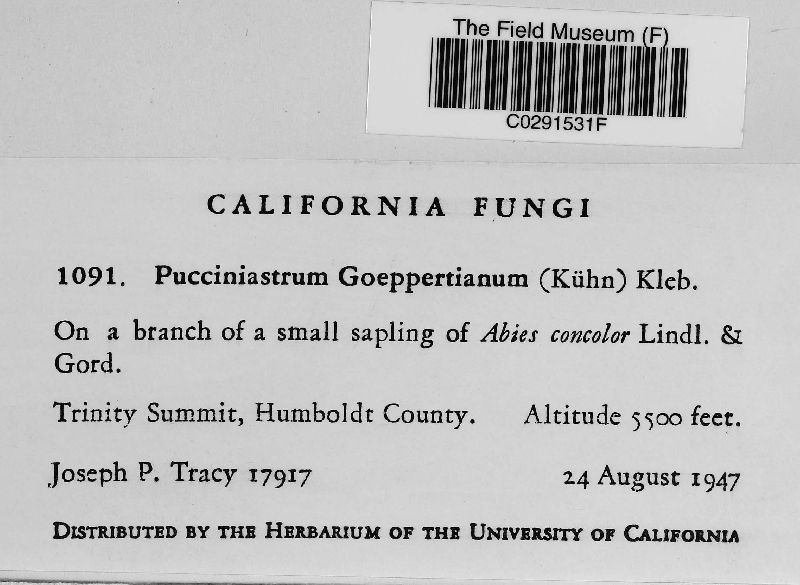 The Field Museum (F)
C0291531F
CALIFORNIA FUNGI
1091. Pucciniastrum Goeppertianum (Kühn) Kleb.
On a branch of a small sapling of Abies concolor Lindl. &
Gord.
Trinity Summit, Humboldt County. Altitude 5500 feet.
Joseph P. Tracy 17917 24 August 1947
DISTRIBUTED BY THE HERBARIUM OF THE UNIVERSITY OF CALIFORNIA